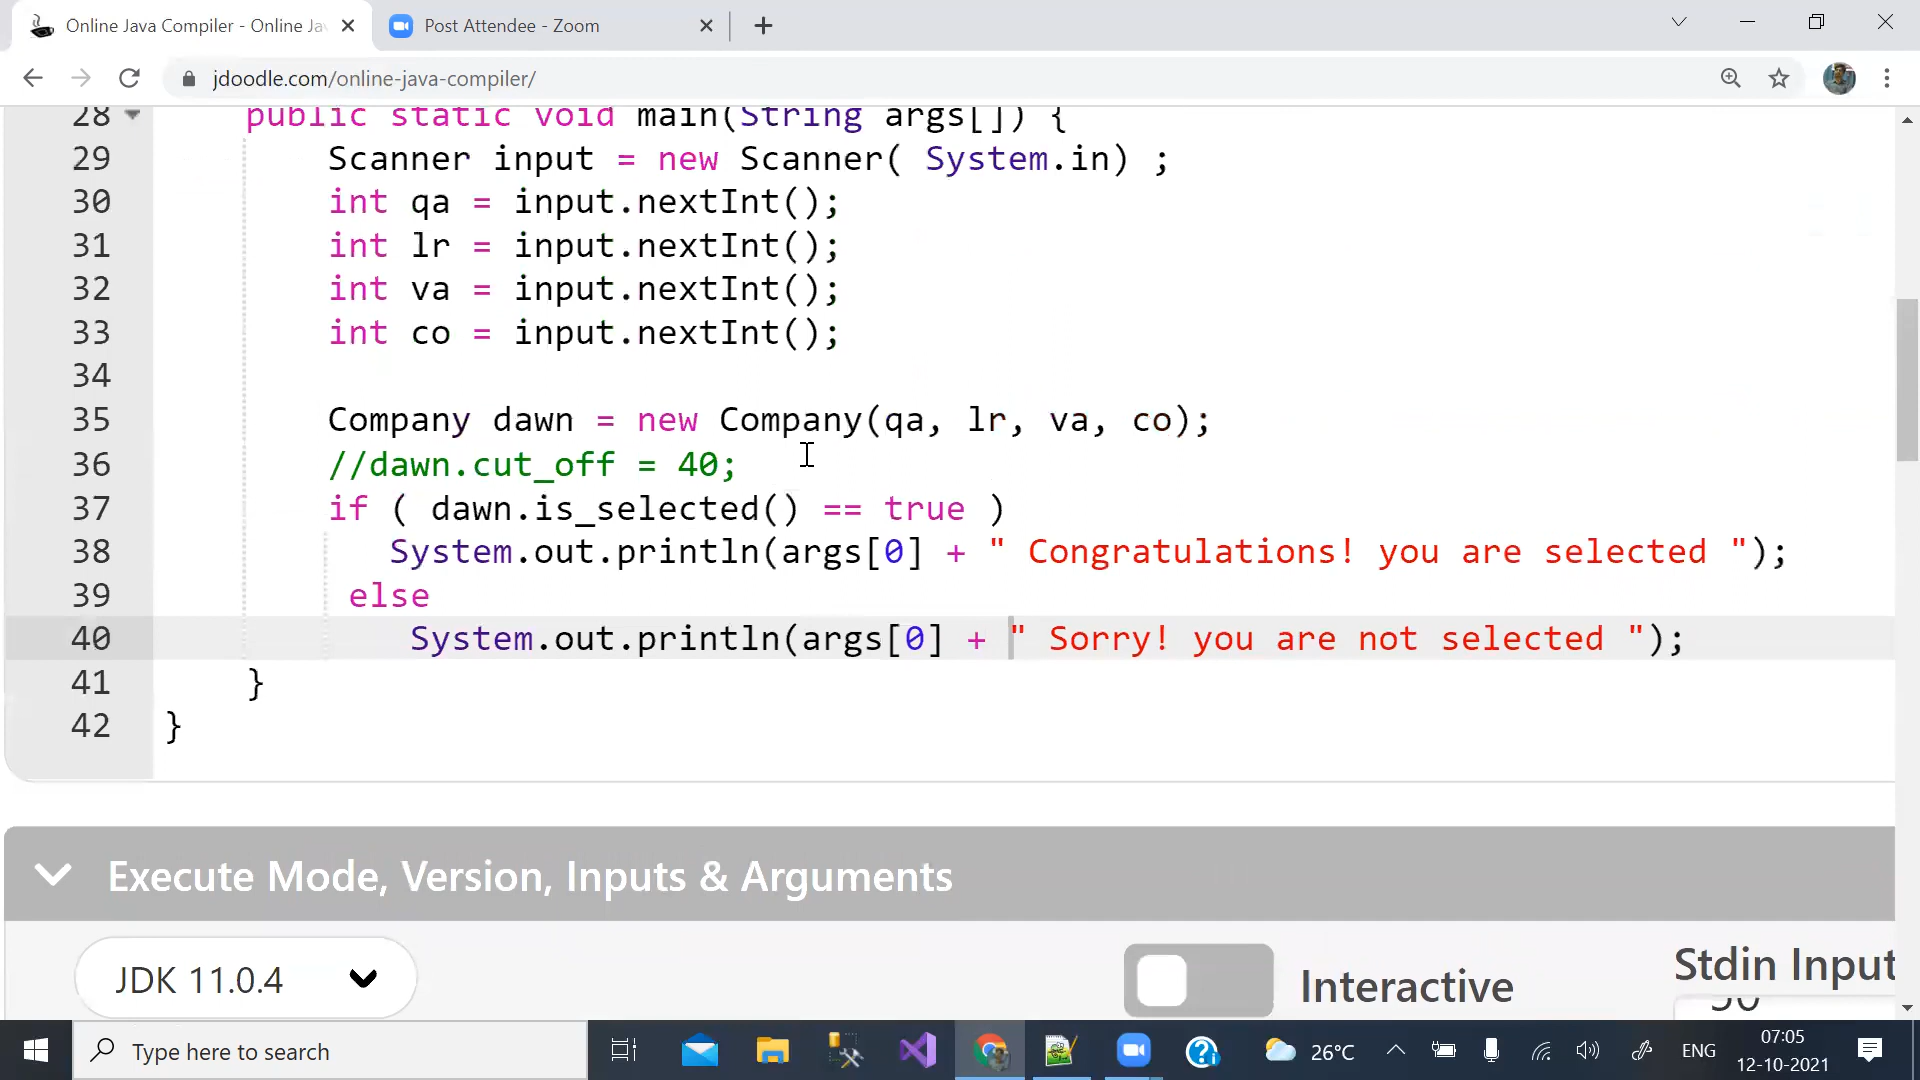 Online Java Compiler - Online Ja
Post Attendee - Zoom
jdoodle.com/online-java-compiler/
28 public static void main(String args[]) {
29 Scanner input = new Scanner( System.in) ;
30 int qa = input.nextInt();
31 int lr = input.nextInt();
32 int va = input.nextInt();
33 int co = input.nextInt();
34
35 Company dawn = new Company(qa, lr, va, co);
36 //dawn.cut_off = 40;
37 if ( dawn.is_selected() == true )
38 System.out.println(args[0] + " Congratulations! you are selected ");
39 else
40 System.out.println(args[0] + " Sorry! you are not selected ");
41 }
42 }
Execute Mode, Version, Inputs & Arguments
JDK 11.0.4
Interactive
Stdin Input
Type here to search
26°C
ENG
07:05
12-10-2021